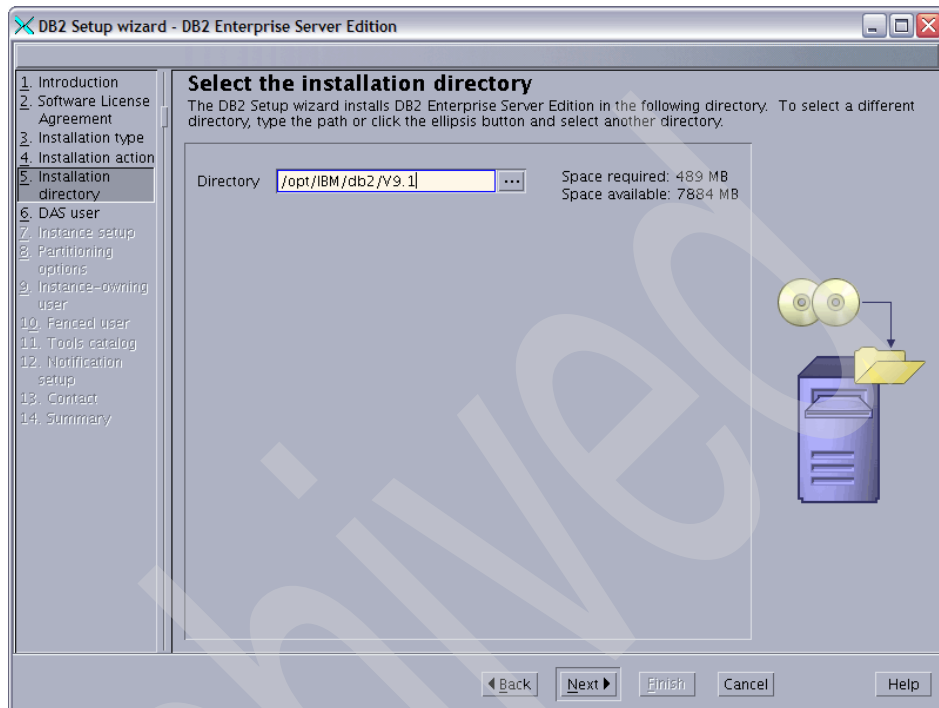 DB2 Setup wizard - DB2 Enterprise Server Edition
1. Introduction
2. Software License
Agreement
3. Installation type
4. Installation action
5. Installation
directory
6. DAS user
7. Instance setup
8. Partitioning
options
9. Instance-owning
user
10. Fenced user
11. Tools catalog
12. Notification
setup
13. Contact
14. Summary
Select the installation directory
The DB2 Setup wizard installs DB2 Enterprise Server Edition in the following directory. To select a different
directory, type the path or click the ellipsis button and select another directory.
Directory /opt/IBM/db2/V9.1 ...
Space required: 489 MB
Space available: 7884 MB
Back Next Finish Cancel Help